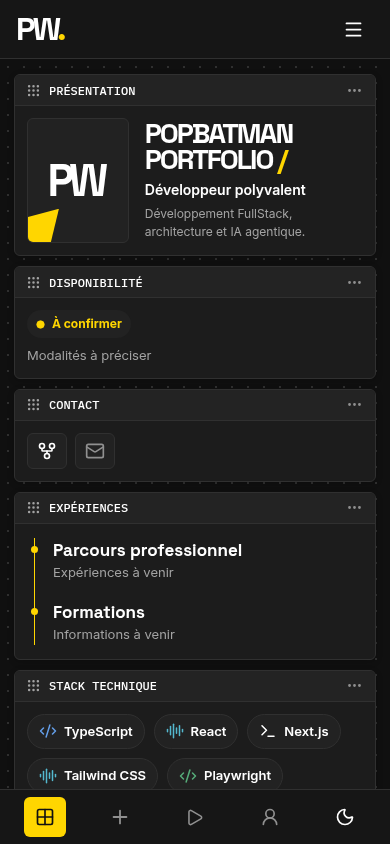 PW.
PRÉSENTATION
PW
POPBATMAN
PORTFOLIO /
Développeur polyvalent
Développement FullStack,
architecture et IA agentique.
DISPONIBILITÉ
À confirmer
Modalités à préciser
CONTACT
EXPÉRIENCES
Parcours professionnel
Expériences à venir
Formations
Informations à venir
STACK TECHNIQUE
TypeScript React Next.js
Tailwind CSS Playwright